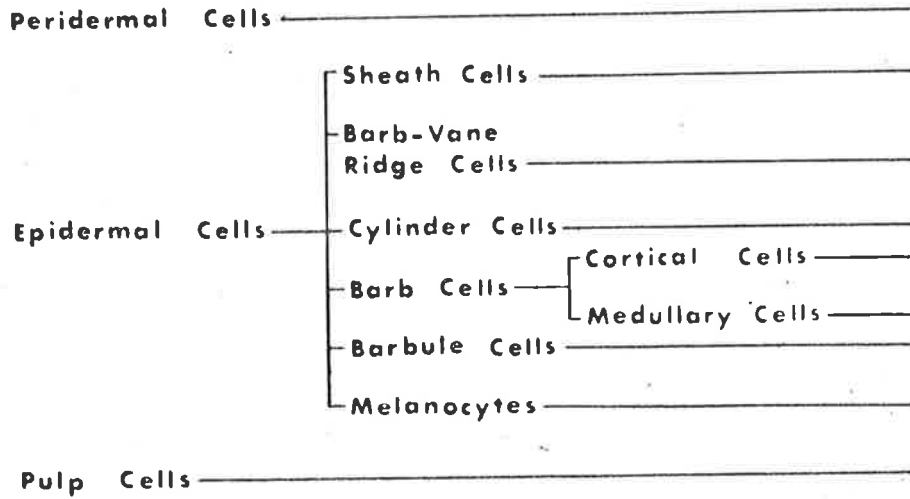 Peridermal Cells
Sheath Cells
Barb-Vane
Ridge Cells
Epidermal Cells
Cylinder Cells
Cortical Cells
Barb Cells
Medullary Cells
Barbule Cells
Melanocytes
Pulp Cells